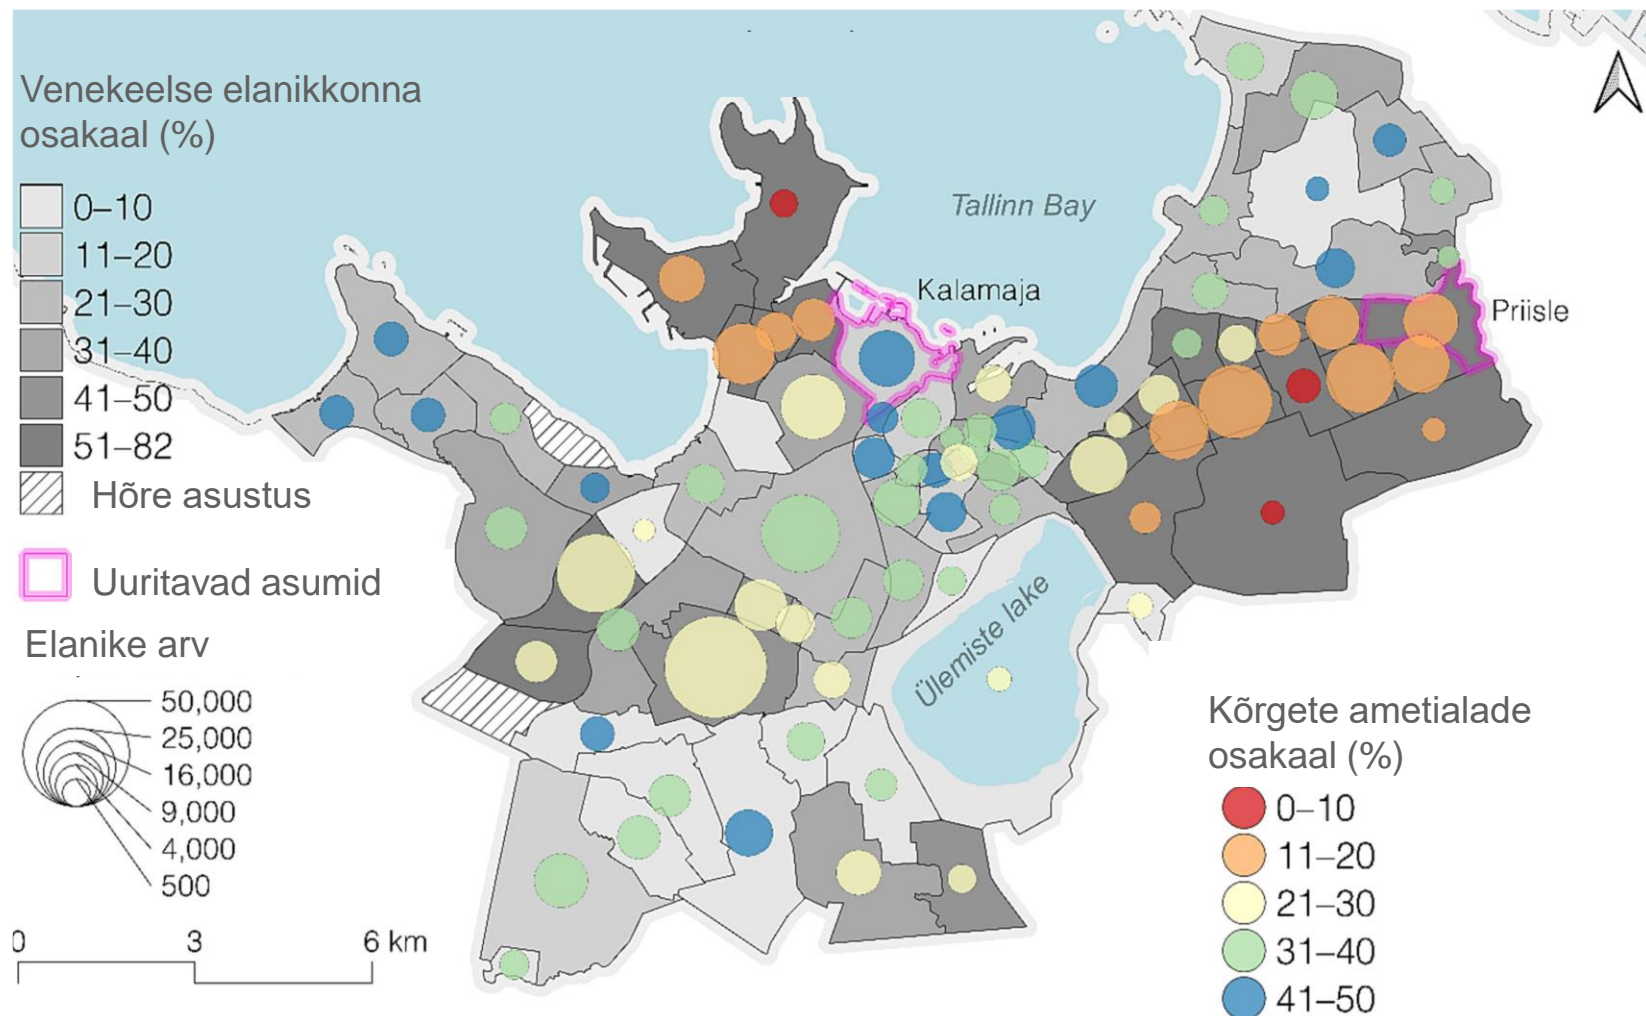 Venekeelse elanikkonna
osakaal (%)
0–10
11–20
21–30
31–40
41–50
51–82
Hõre asustus
Uuritavad asumid
Elanike arv
50,000
25,000
16,000
9,000
4,000
500
0 3 6 km
Tallinn Bay
Kalamaja
Priisle
Ülemiste lake
Kõrgete ametialade
osakaal (%)
0–10
11–20
21–30
31–40
41–50